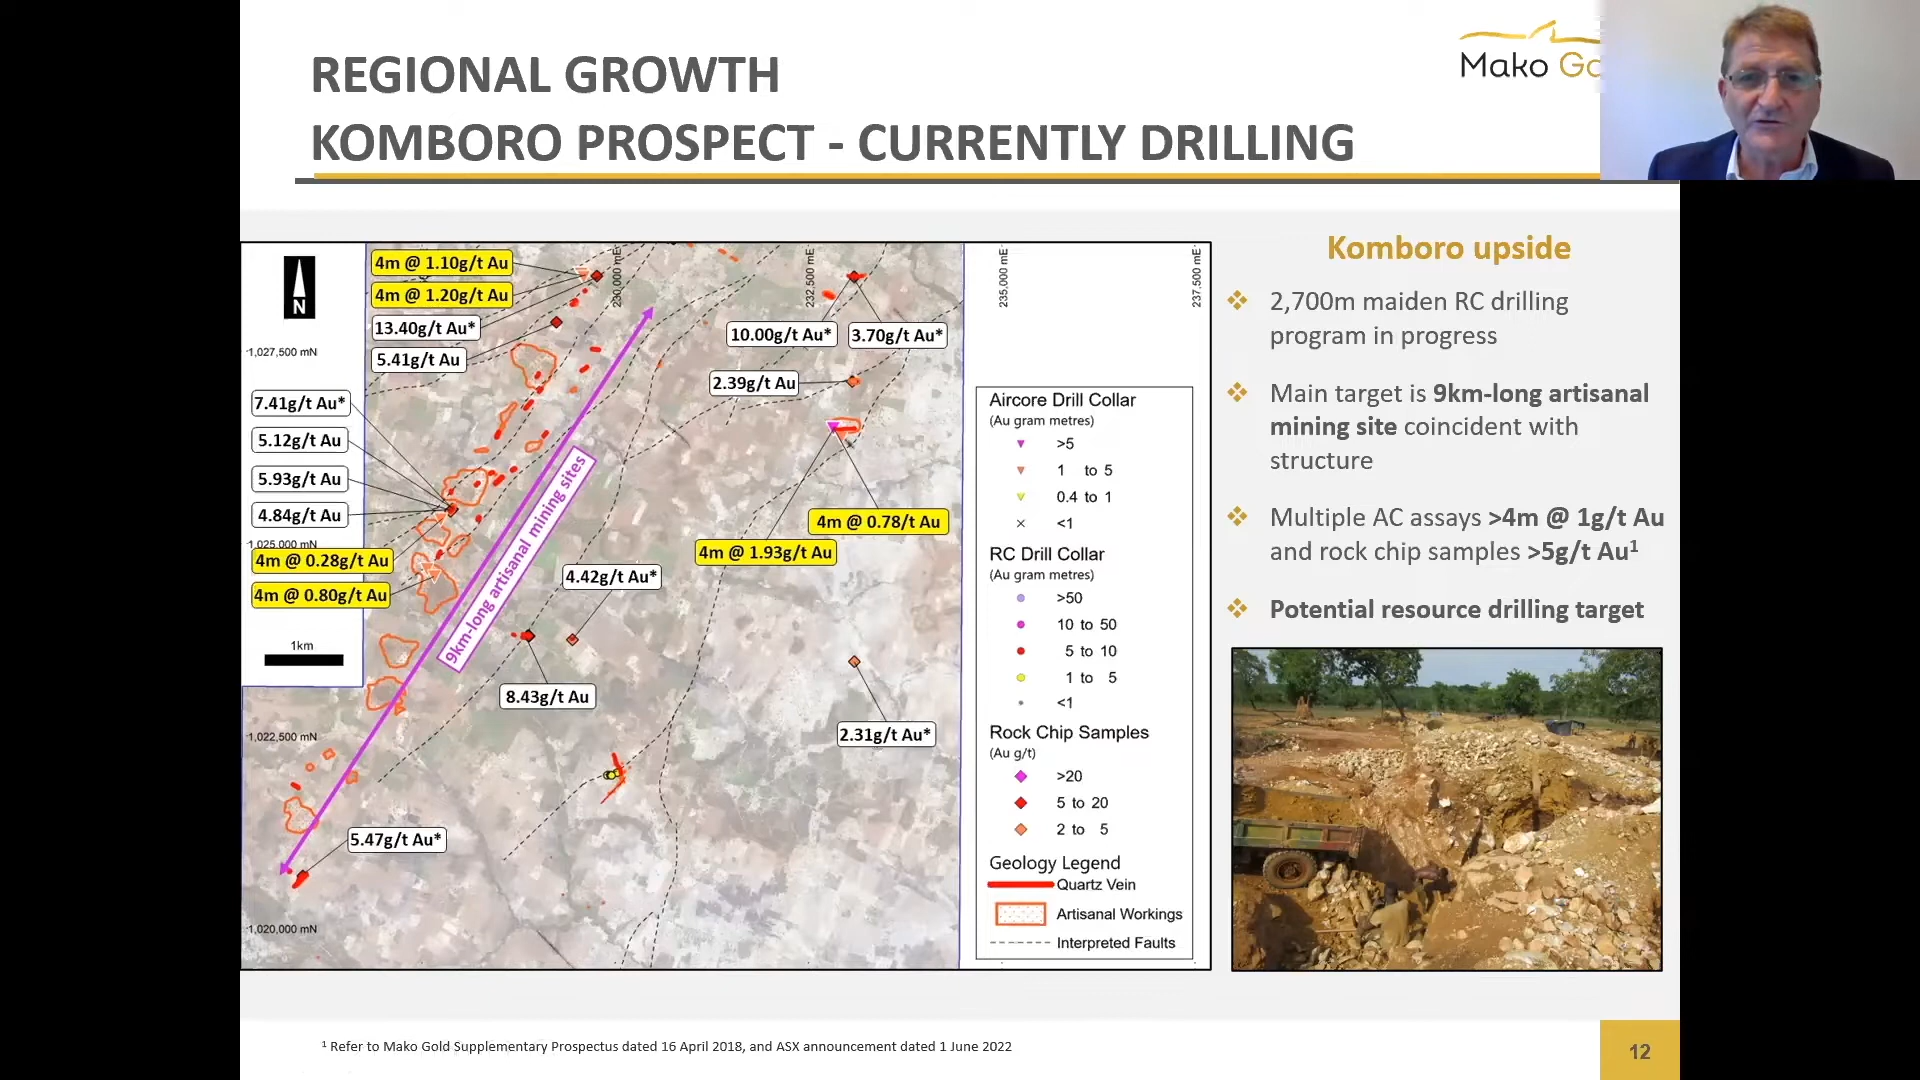 REGIONAL GROWTH
KOMBORO PROSPECT - CURRENTLY DRILLING
Mako Go
N
1,027,500 mN
1,025,000 mN
1,022,500 mN
1,020,000 mN
230,000 mE
232,500 mE
235,000 mE
237,500 mE
4m @ 1.10g/t Au
4m @ 1.20g/t Au
13.40g/t Au*
5.41g/t Au
7.41g/t Au*
5.12g/t Au
5.93g/t Au
4.84g/t Au
4m @ 0.28g/t Au
4m @ 0.80g/t Au
1km
9km-long artisanal mining sites
10.00g/t Au*
3.70g/t Au*
2.39g/t Au
4m @ 0.78/t Au
4m @ 1.93g/t Au
4.42g/t Au*
8.43g/t Au
2.31g/t Au*
5.47g/t Au*
Aircore Drill Collar
(Au gram metres)
>5
1 to 5
0.4 to 1
<1
RC Drill Collar
(Au gram metres)
>50
10 to 50
5 to 10
1 to 5
<1
Rock Chip Samples
(Au g/t)
>20
5 to 20
2 to 5
Geology Legend
Quartz Vein
Artisanal Workings
Interpreted Faults
Komboro upside
2,700m maiden RC drilling
program in progress
Main target is 9km-long artisanal
mining site coincident with
structure
Multiple AC assays >4m @ 1g/t Au
and rock chip samples >5g/t Au¹
Potential resource drilling target
¹ Refer to Mako Gold Supplementary Prospectus dated 16 April 2018, and ASX announcement dated 1 June 2022
12